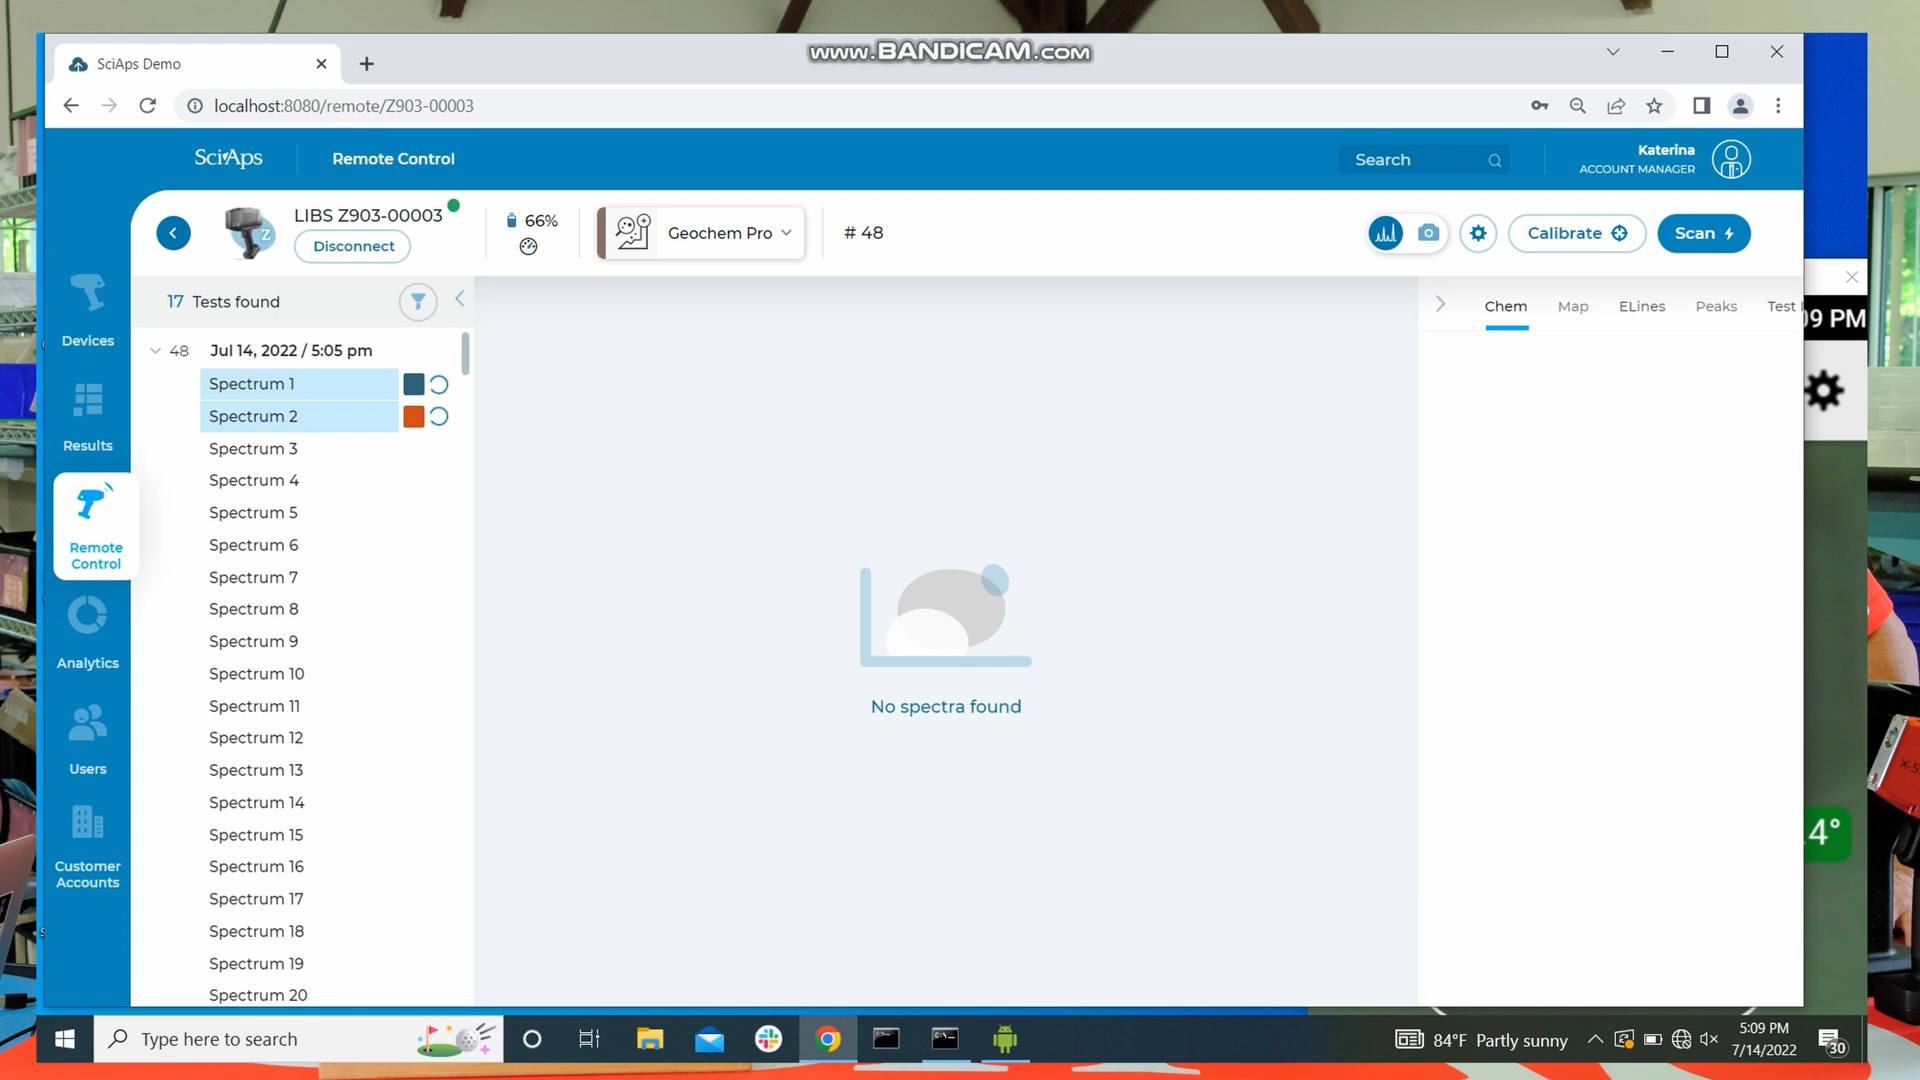 www.BANDICAM.com
SciAps Demo
localhost:8080/remote/Z903-00003
SciAps
Remote Control
Search
Katerina
ACCOUNT MANAGER
LIBS Z903-00003
Disconnect
Z
66%
Geochem Pro
# 48
Calibrate
Scan
17 Tests found
Chem
Map
ELines
Peaks
Test
09 PM
48 Jul 14, 2022 / 5:05 pm
Spectrum 1
Spectrum 2
Spectrum 3
Spectrum 4
Spectrum 5
Spectrum 6
Spectrum 7
Spectrum 8
Spectrum 9
Spectrum 10
Spectrum 11
Spectrum 12
Spectrum 13
Spectrum 14
Spectrum 15
Spectrum 16
Spectrum 17
Spectrum 18
Spectrum 19
Spectrum 20
Devices
Results
Remote
Control
Analytics
Users
Customer
Accounts
No spectra found
4°
Type here to search
84°F Partly sunny
5:09 PM
7/14/2022
30